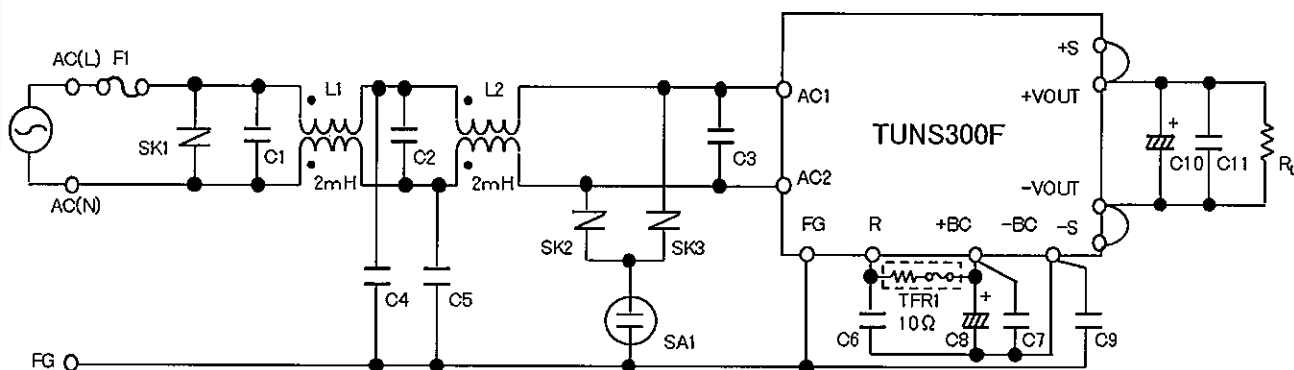 AC(L) F1
L1
L2
SK1
C1
2mH
C2
2mH
C3
AC(N)
SK2
SK3
C4
C5
SA1
FG
AC1
AC2
TUNS300F
+S
+VOUT
-VOUT
FG R +BC -BC -S
+
C10 C11 RL
TFR1
10Ω
+
C6 C8 C7 C9